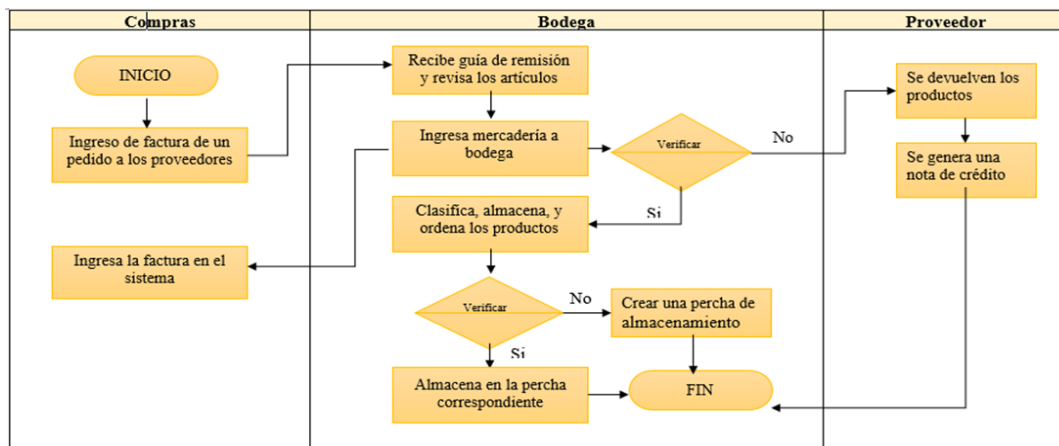 Compras
Bodega
Proveedor
INICIO
Ingreso de factura de un
pedido a los proveedores
Ingresa la factura en el
sistema
Recibe guía de remisión
y revisa los artículos
Ingresa mercadería a
bodega
Verificar
No
Si
Clasifica, almacena, y
ordena los productos
Verificar
No
Si
Crear una percha de
almacenamiento
Almacena en la percha
correspondiente
FIN
Se devuelven los
productos
Se genera una
nota de crédito